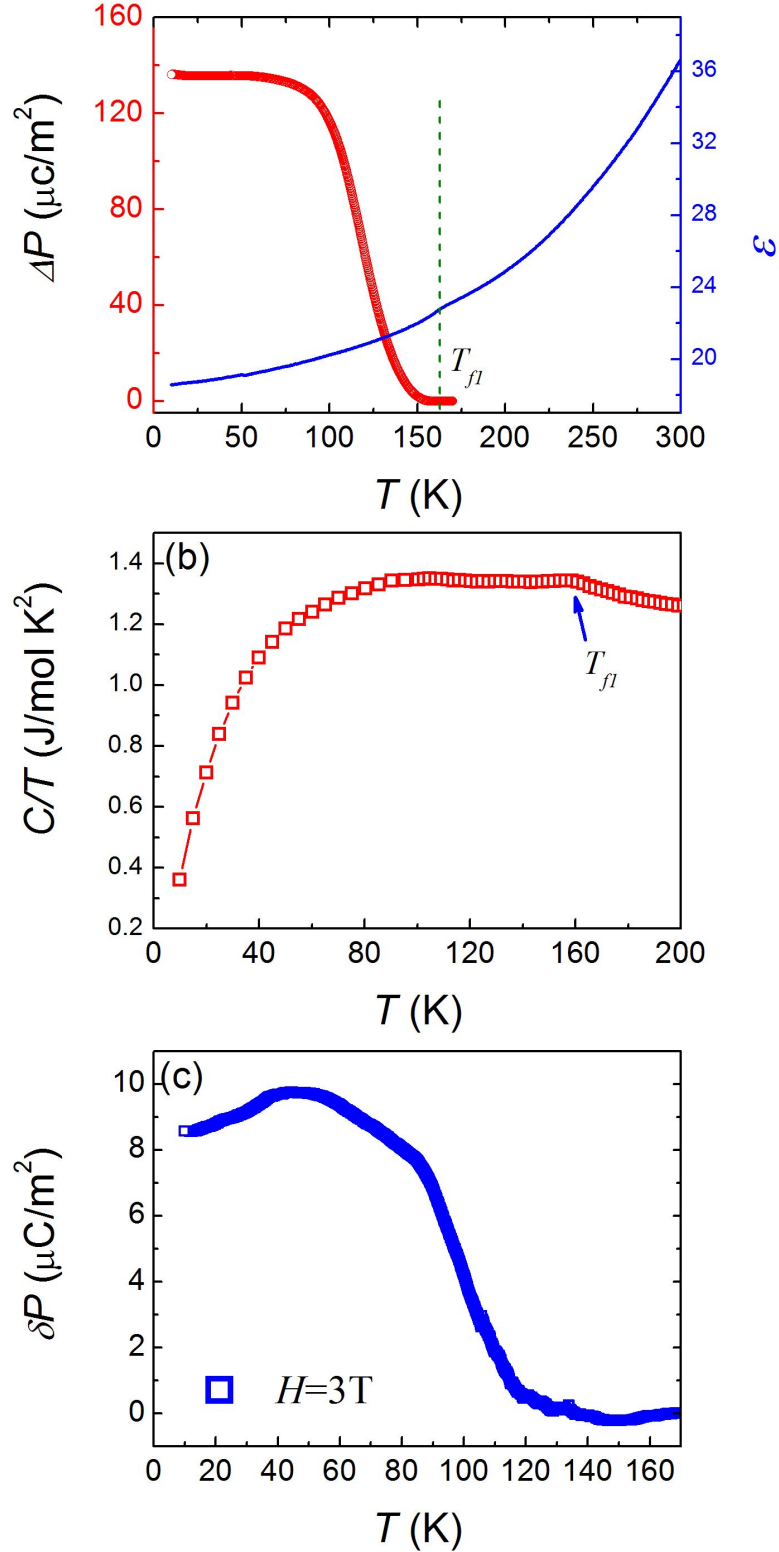 160
120
80
40
0
ΔP (μc/m²)
36
32
28
24
20
ε
T_f1
0 50 100 150 200 250 300
T (K)
(b)
1.4
1.2
1.0
0.8
0.6
0.4
0.2
C/T (J/mol K²)
T_f1
0 40 80 120 160 200
T (K)
(c)
10
8
6
4
2
0
δP (μC/m²)
H=3T
0 20 40 60 80 100 120 140 160
T (K)